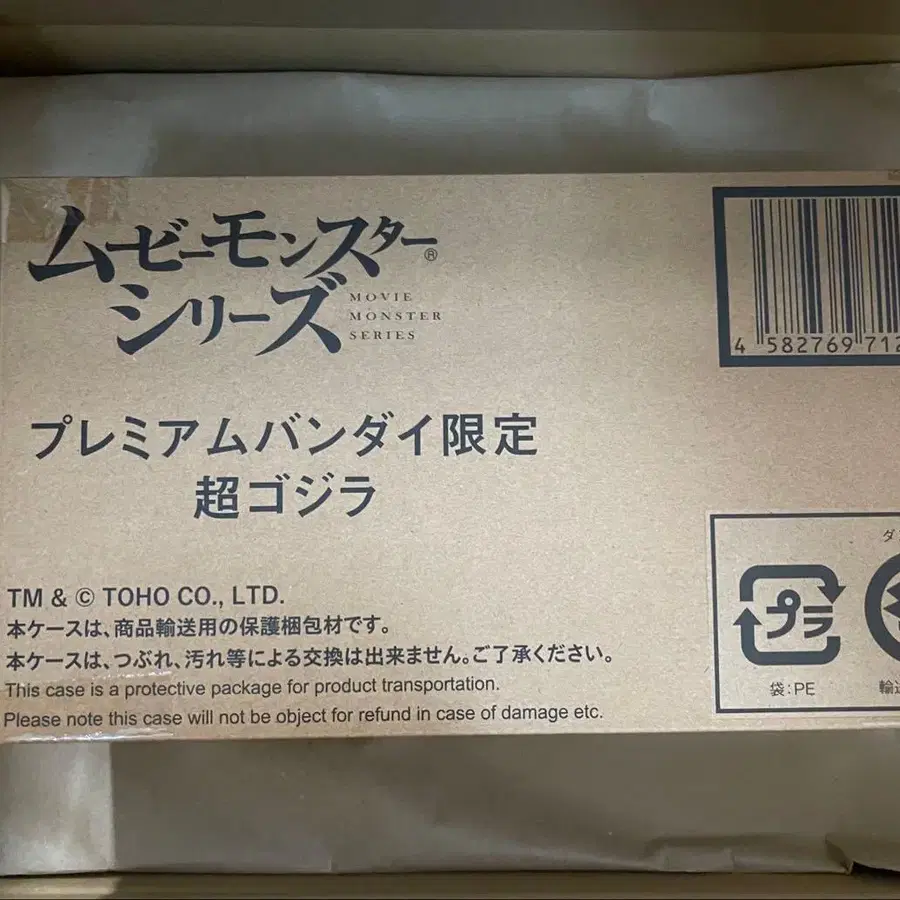 ムービーモンスター®
シリーズ
MOVIE
MONSTER
SERIES
4 582769 712
プレミアムバンダイ限定
超ゴジラ
TM & © TOHO CO., LTD.
本ケースは、商品輸送用の保護梱包材です。
本ケースは、つぶれ、汚れ等による交換は出来ません。ご了承ください。
This case is a protective package for product transportation.
Please note this case will not be object for refund in case of damage etc.
プラ
袋:PE